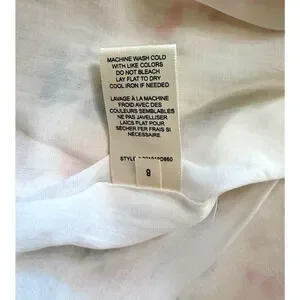 MACHINE WASH COLD
WITH LIKE COLORS
DO NOT BLEACH
LAY FLAT TO DRY
COOL IRON IF NEEDED
LAVAGE À LA MACHINE
FROID AVEC DES
COULEURS SEMBLABLES
NE PAS JAVELLISER
LAICS PLAT POUR
SÉCHER FER FRAIS SI
NÉCESSAIRE
STYLE
8